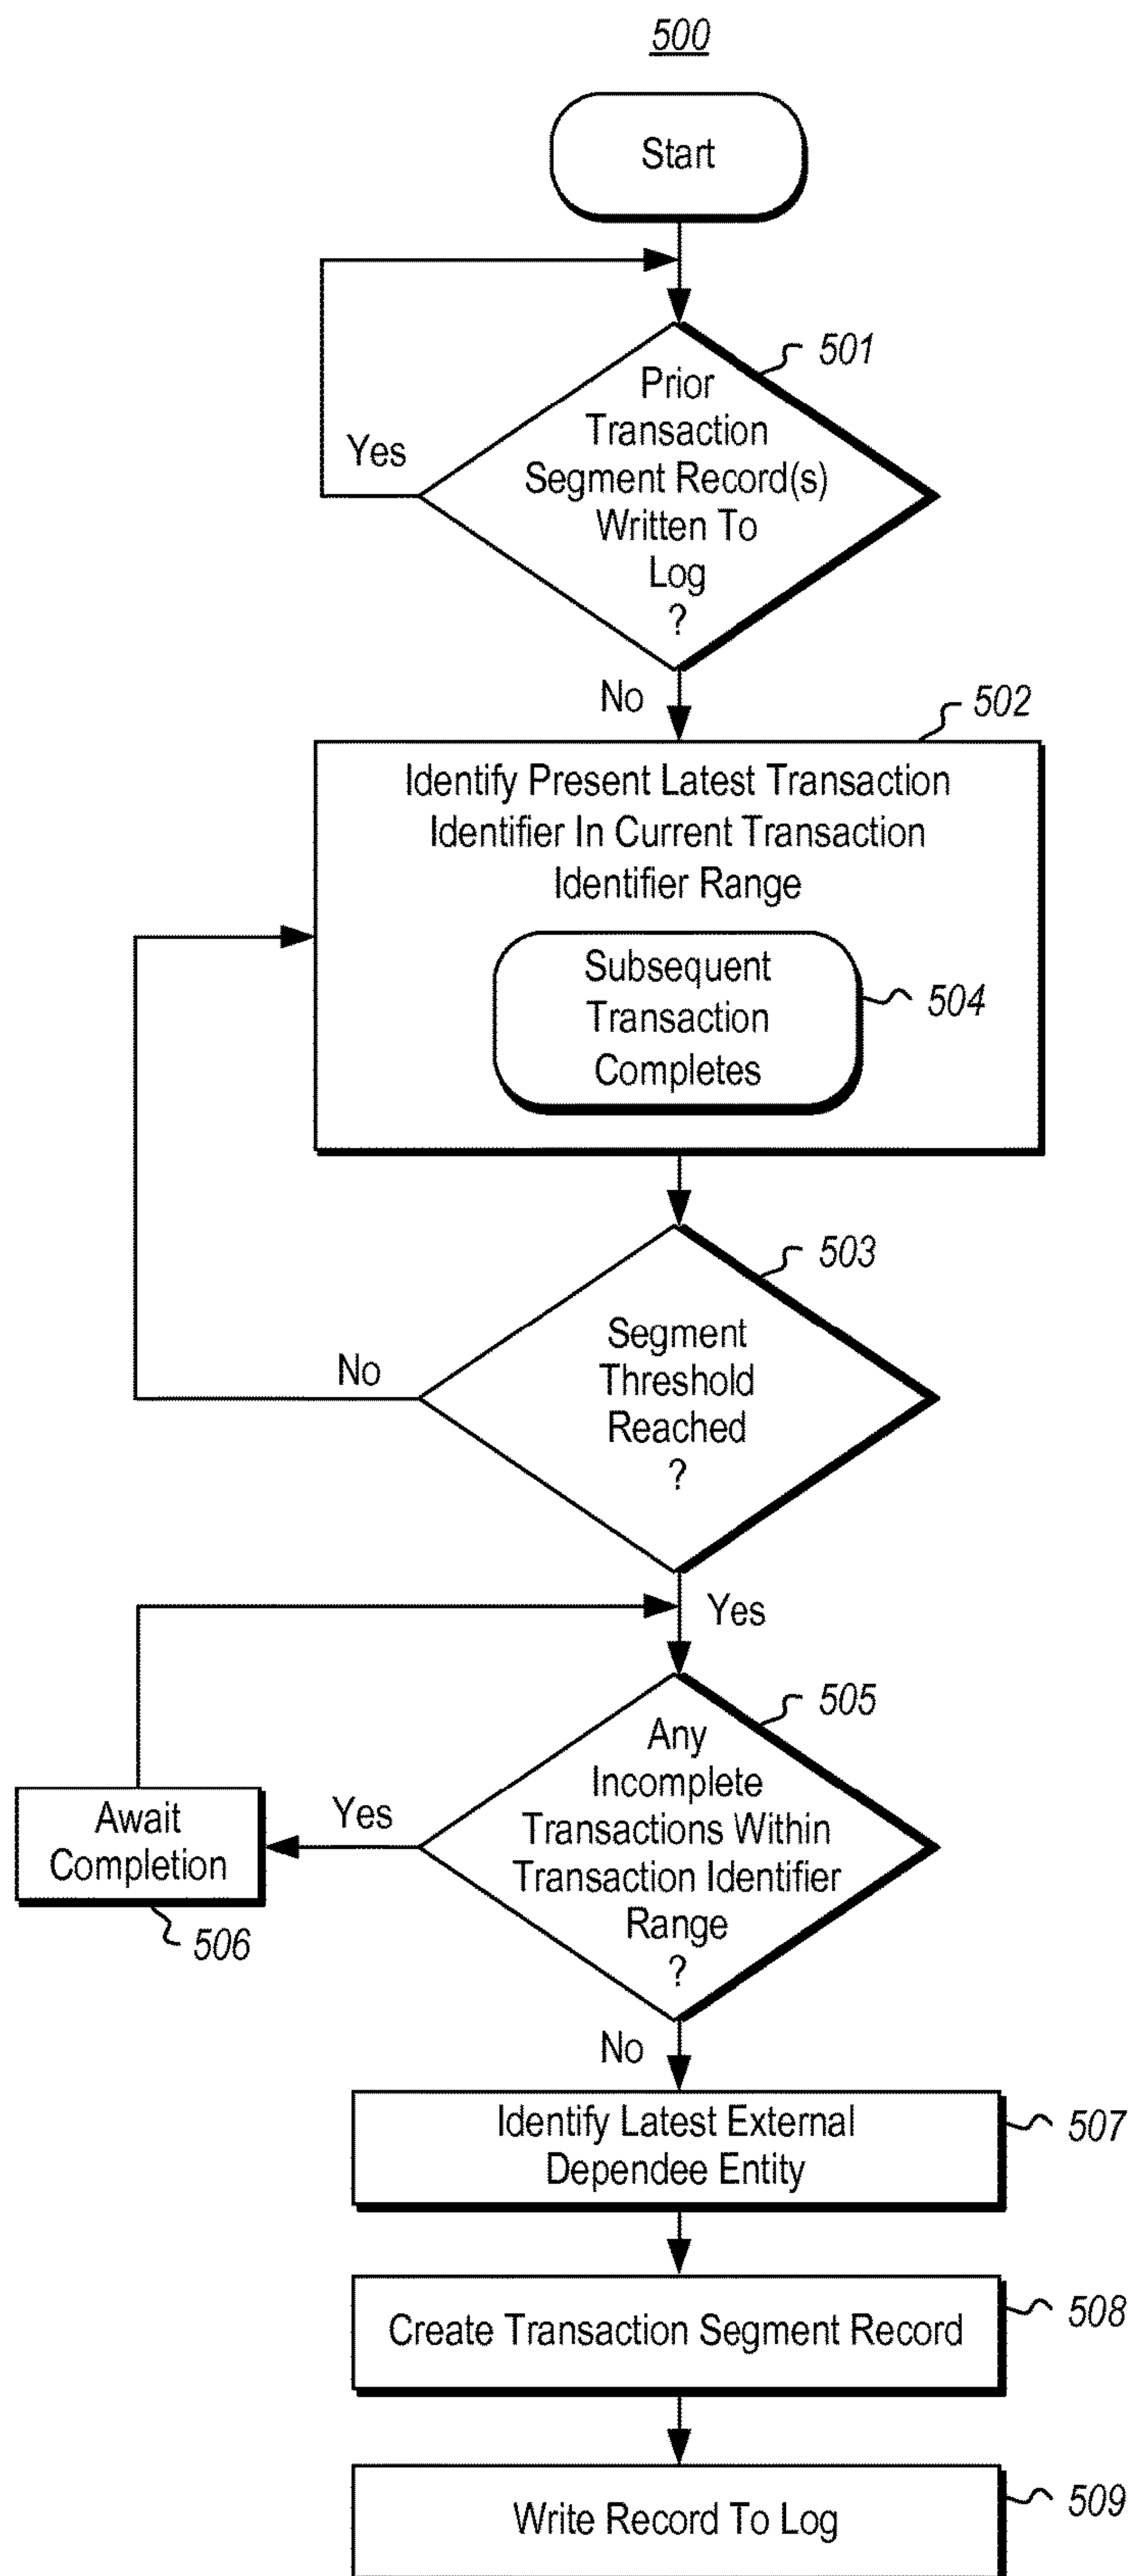 500
Start
501
Prior
Transaction
Segment Record(s)
Written To
Log
?
Yes
No
502
Identify Present Latest Transaction
Identifier In Current Transaction
Identifier Range
Subsequent
Transaction
Completes
504
503
Segment
Threshold
Reached
?
No
Yes
505
Any
Incomplete
Transactions Within
Transaction Identifier
Range
?
Yes
Await
Completion
506
No
Identify Latest External
Dependee Entity
507
Create Transaction Segment Record
508
Write Record To Log
509